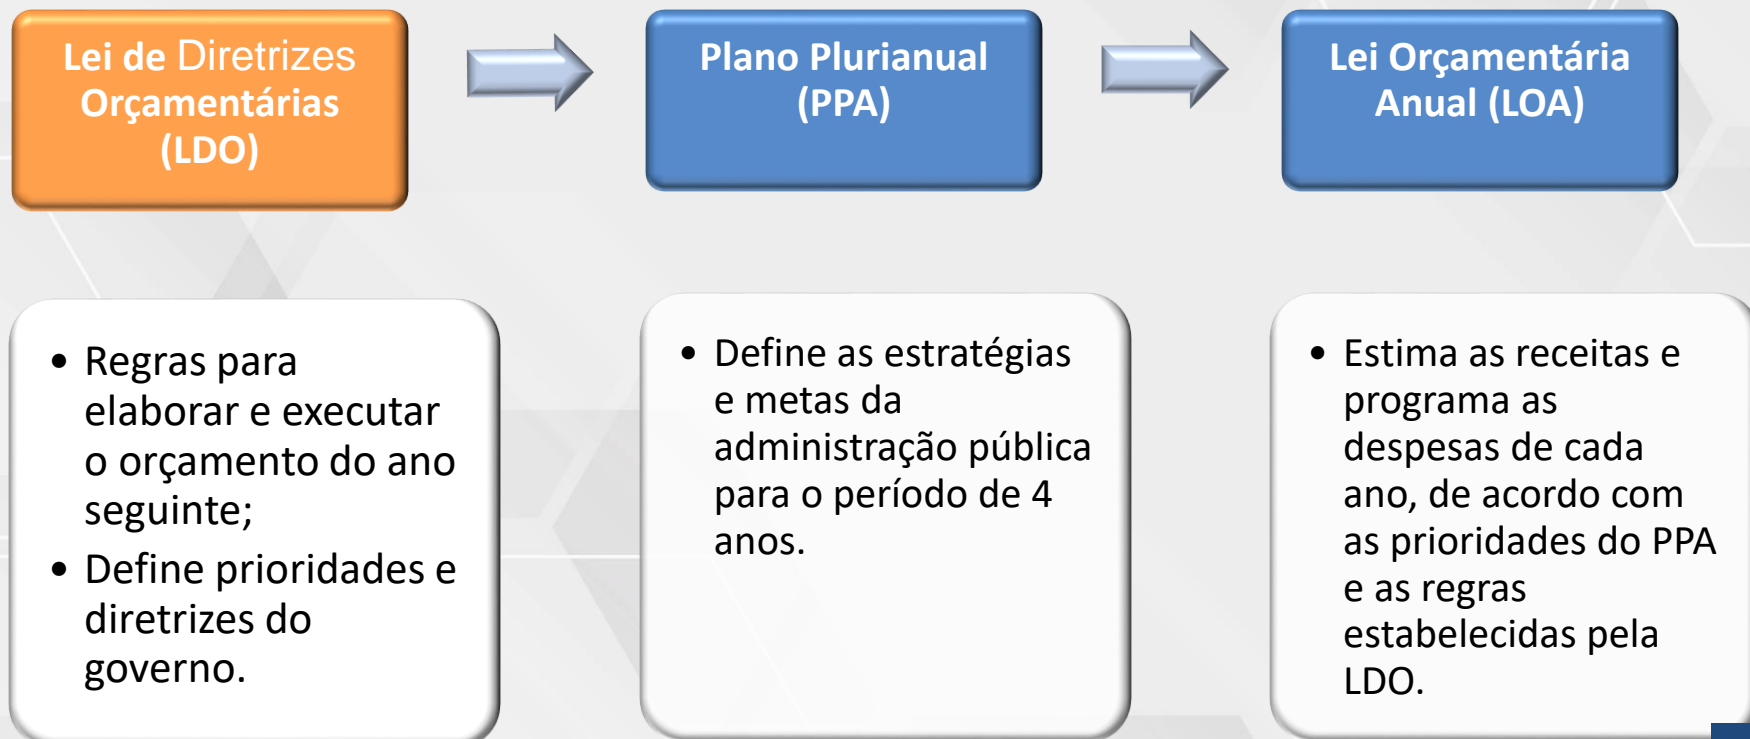 Lei de Diretrizes
Orçamentárias
(LDO)
Plano Plurianual
(PPA)
Lei Orçamentária
Anual (LOA)
• Regras para
elaborar e executar
o orçamento do ano
seguinte;
• Define prioridades e
diretrizes do
governo.
• Define as estratégias
e metas da
administração pública
para o período de 4
anos.
• Estima as receitas e
programa as
despesas de cada
ano, de acordo com
as prioridades do PPA
e as regras
estabelecidas pela
LDO.